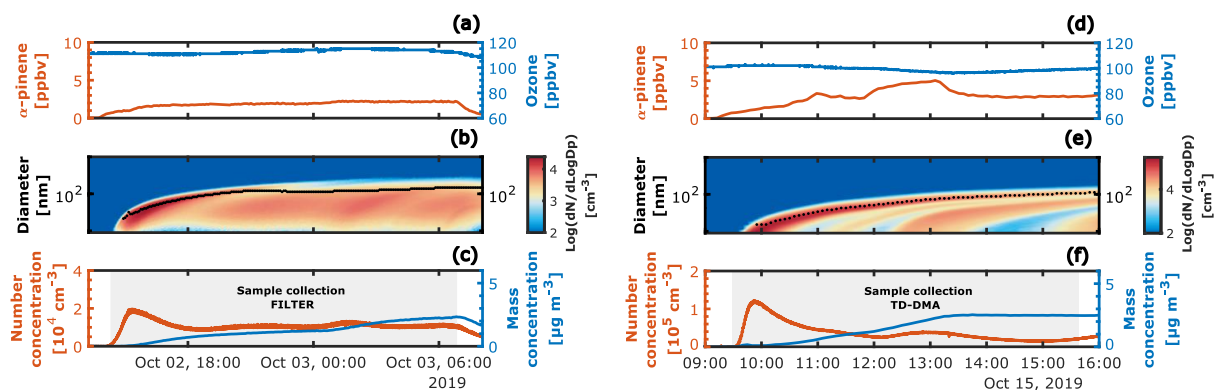 (a)
10
5
0
α-pinene
[ppbv]
120
100
80
60
Ozone
[ppbv]
(b)
Diameter
[nm]
10²
10²
4
3
2
Log(dN/dLogDp)
[cm⁻³]
(c)
Number
concentration
[10⁴ cm⁻³]
4
2
0
Sample collection
FILTER
5
0
Mass
concentration
[µg m⁻³]
Oct 02, 18:00
Oct 03, 00:00
Oct 03, 06:00
2019
(d)
10
5
0
α-pinene
[ppbv]
120
100
80
60
Ozone
[ppbv]
(e)
Diameter
[nm]
10²
10²
4
2
Log(dN/dLogDp)
[cm⁻³]
(f)
Number
concentration
[10⁵ cm⁻³]
2
1
0
Sample collection
TD-DMA
5
0
Mass
concentration
[µg m⁻³]
09:00
10:00
11:00
12:00
13:00
14:00
15:00
16:00
Oct 15, 2019